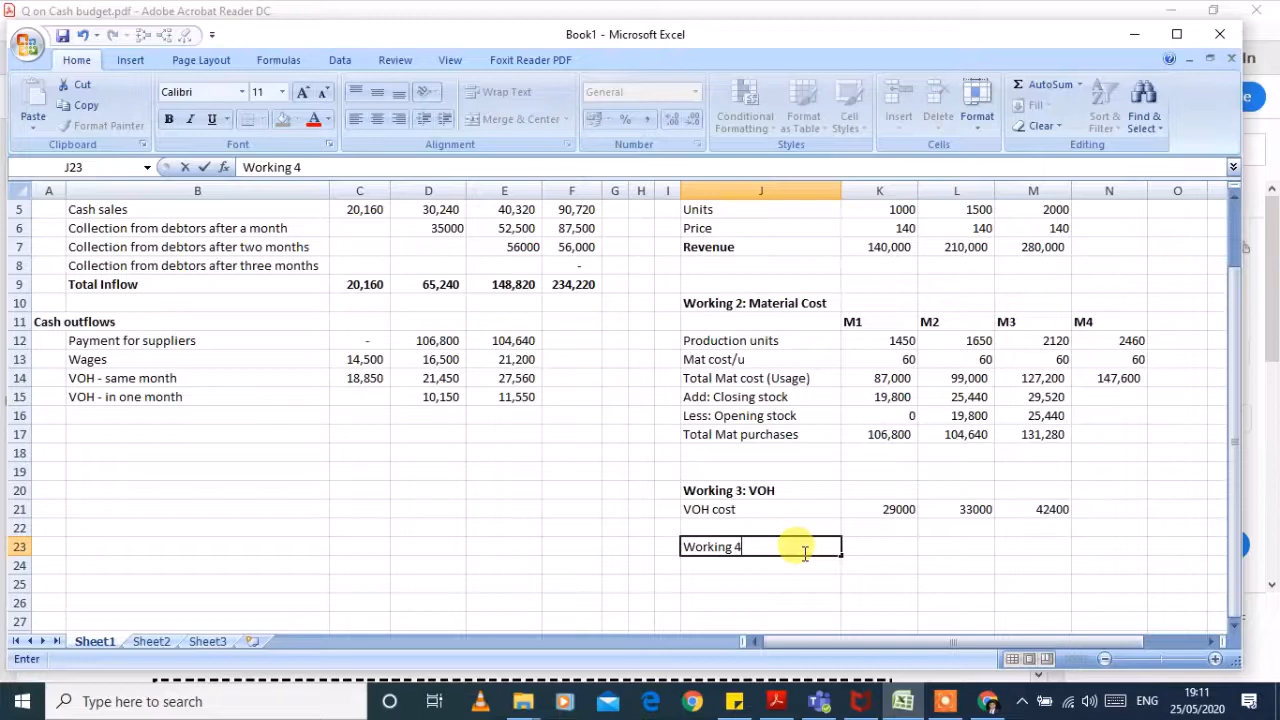 Q on Cash budget.pdf - Adobe Acrobat Reader DC
Book1 - Microsoft Excel
Home Insert Page Layout Formulas Data Review View Foxit Reader PDF
In
Cut
Copy
Format Painter
Paste
Clipboard
Calibri 11
Font
Wrap Text
Merge & Center
Alignment
General
Number
Conditional Formatting
Format as Table
Cell Styles
Styles
Insert Delete Format
Cells
AutoSum
Fill
Clear
Sort & Filter
Find & Select
Editing
J23 Working 4
A B C D E F G H I J K L M N O
5 Cash sales 20,160 30,240 40,320 90,720 Units 1000 1500 2000
6 Collection from debtors after a month 35000 52,500 87,500 Price 140 140 140
7 Collection from debtors after two months 56000 56,000 Revenue 140,000 210,000 280,000
8 Collection from debtors after three months -
9 Total Inflow 20,160 65,240 148,820 234,220
10 Working 2: Material Cost
11 Cash outflows M1 M2 M3 M4
12 Payment for suppliers - 106,800 104,640 Production units 1450 1650 2120 2460
13 Wages 14,500 16,500 21,200 Mat cost/u 60 60 60 60
14 VOH - same month 18,850 21,450 27,560 Total Mat cost (Usage) 87,000 99,000 127,200 147,600
15 VOH - in one month 10,150 11,550 Add: Closing stock 19,800 25,440 29,520
16 Less: Opening stock 0 19,800 25,440
17 Total Mat purchases 106,800 104,640 131,280
18
19
20 Working 3: VOH
21 VOH cost 29000 33000 42400
22
23 Working 4
24
25
26
27
Sheet1 Sheet2 Sheet3
Enter
Type here to search
ENG
19:11
25/05/2020